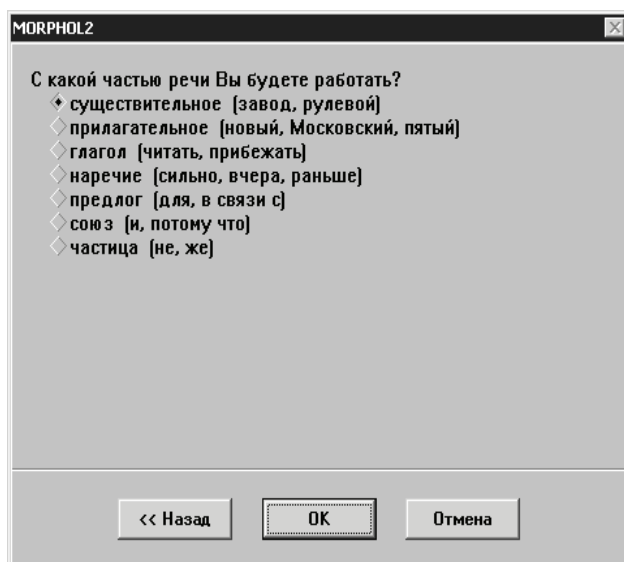 MORPHOL2
С какой частью речи Вы будете работать?
существительное (завод, рулевой)
прилагательное (новый, Московский, пятый)
глагол (читать, прибежать)
наречие (сильно, вчера, раньше)
предлог (для, в связи с)
союз (и, потому что)
частица (не, же)
<< Назад
OK
Отмена